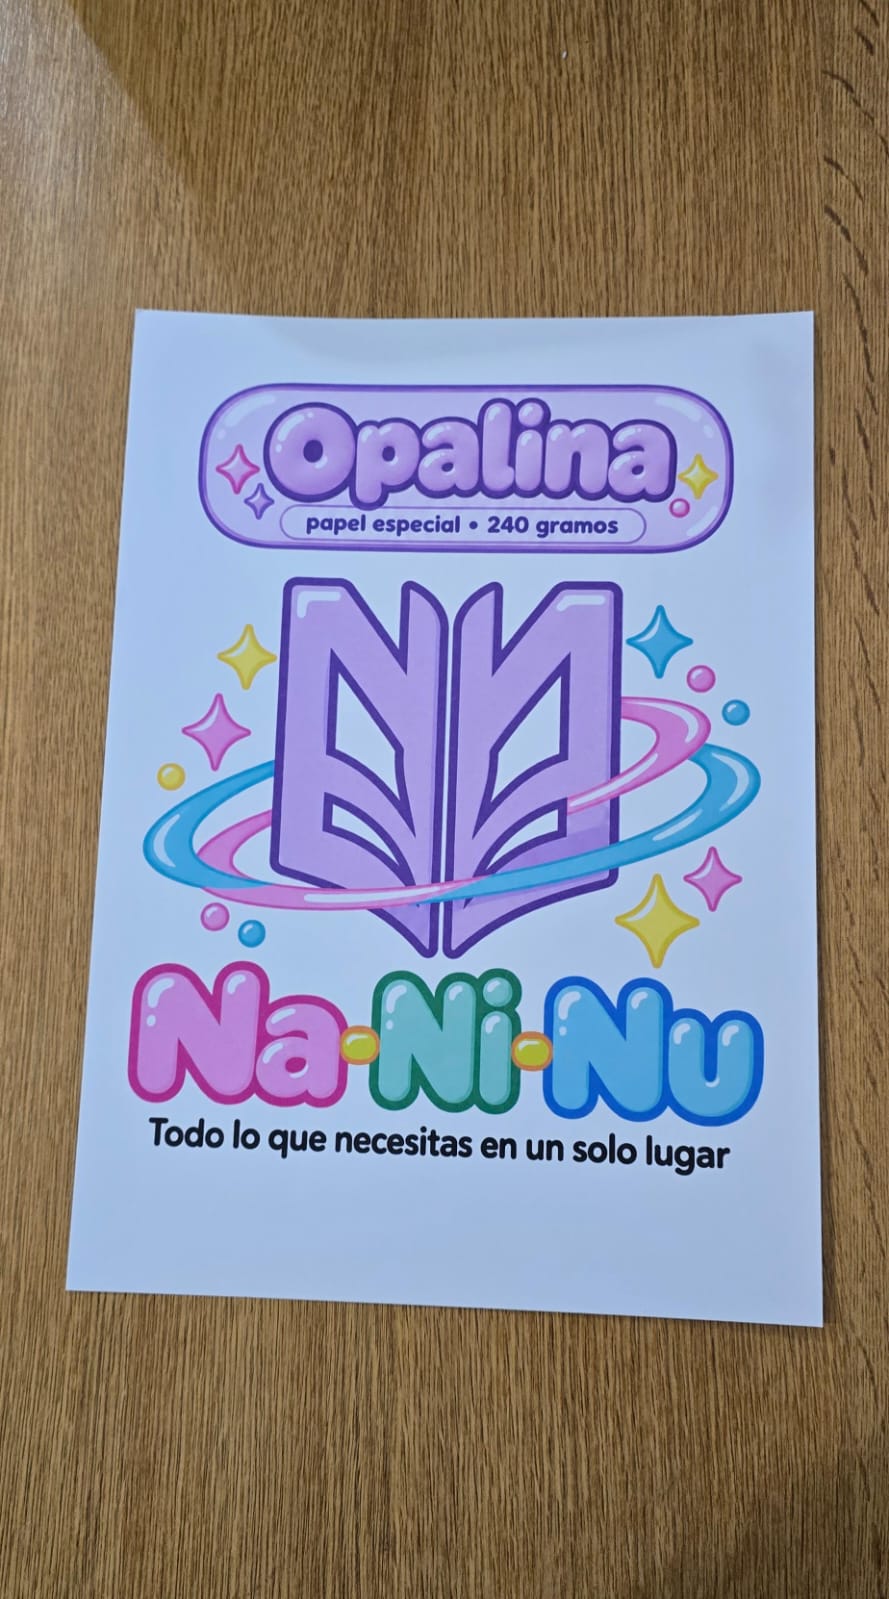 Opalina
papel especial • 240 gramos
Na•Ni•Nu
Todo lo que necesitas en un solo lugar